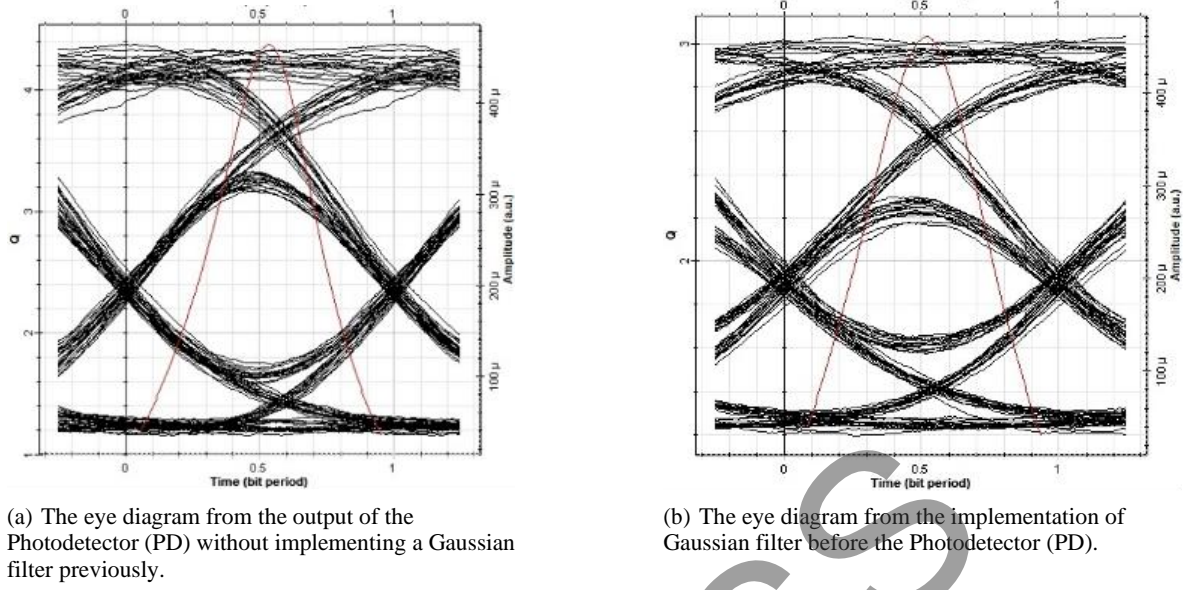 0 0.5 1
4
3
2
1
Q
400 µ
300 µ
200 µ
100 µ
Amplitude (a.u.)
0 0.5 1
Time (bit period)
(a) The eye diagram from the output of the
Photodetector (PD) without implementing a Gaussian
filter previously.
0 0.5 1
3
2
Q
400 µ
300 µ
200 µ
100 µ
Amplitude (a.u.)
0 0.5 1
Time (bit period)
(b) The eye diagram from the implementation of
Gaussian filter before the Photodetector (PD).